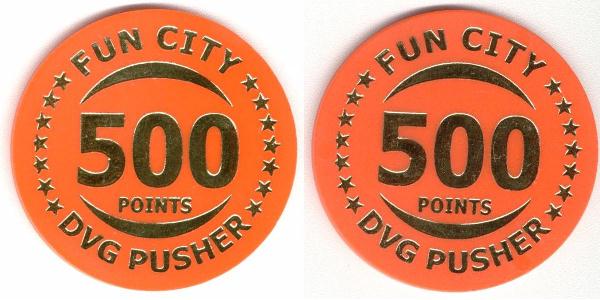 FUN CITY
500
POINTS
DVG PUSHER
FUN CITY
500
POINTS
DVG PUSHER